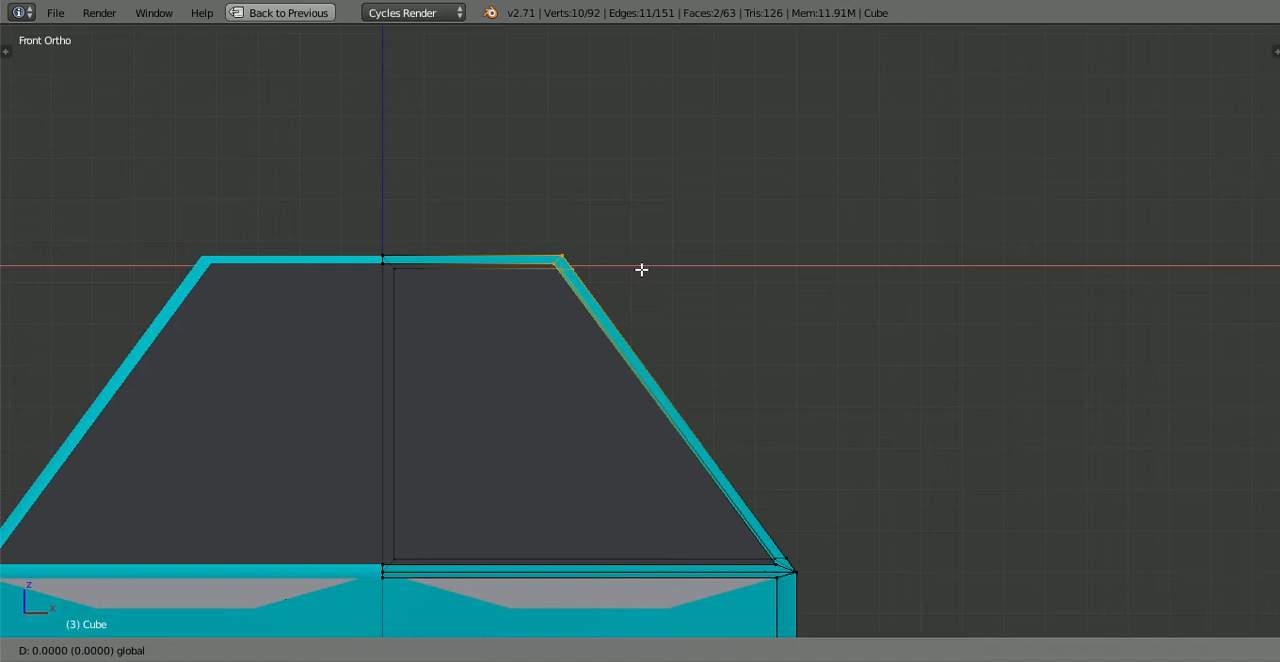 File Render Window Help Back to Previous Cycles Render v2.71 | Verts:10/92 | Edges:11/151 | Faces:2/63 | Tris:126 | Mem:11.91M | Cube
Front Ortho
z
x
(3) Cube
D: 0.0000 (0.0000) global